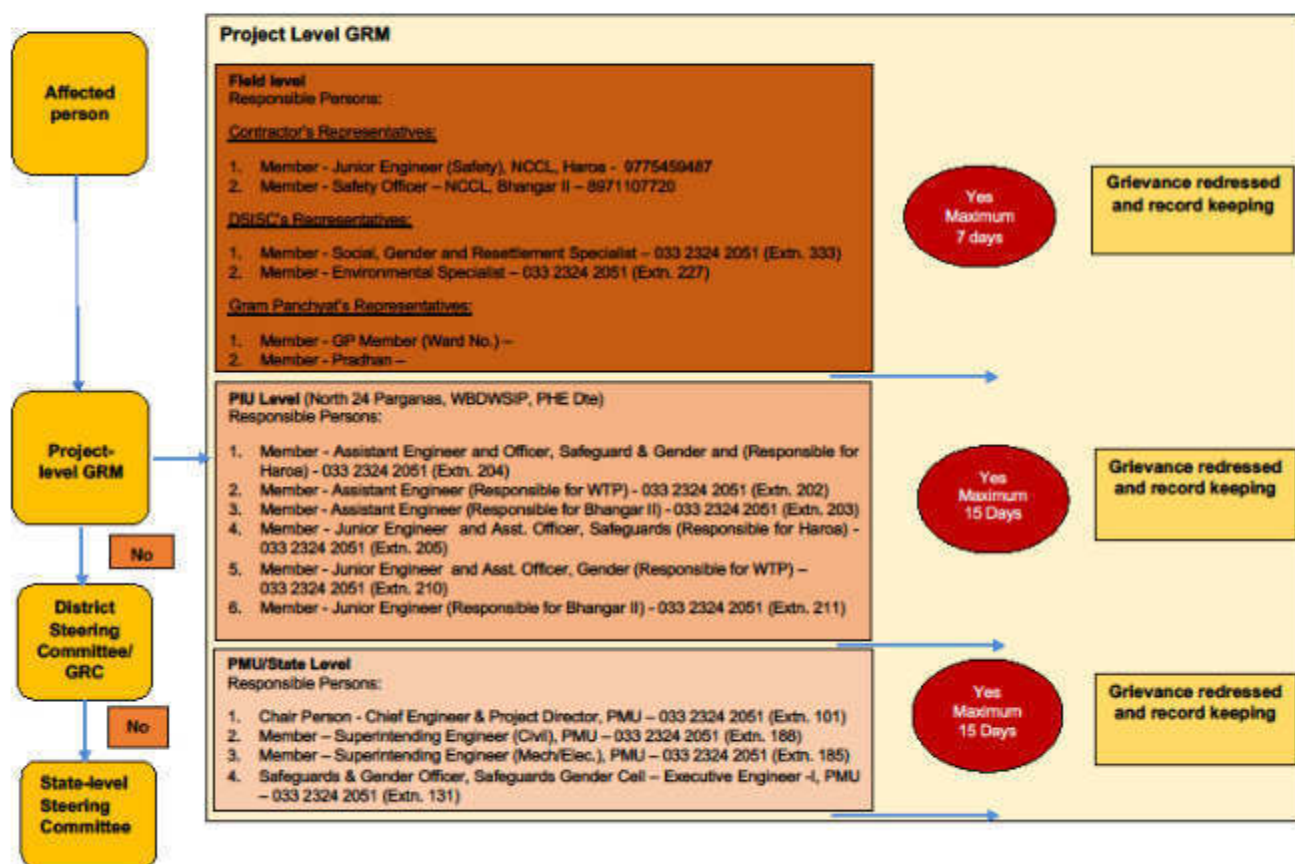 Affected
person
Project-
level GRM
No
District
Steering
Committee/
GRC
No
State-level
Steering
Committee
Project Level GRM
Field level
Responsible Persons:
Contractor's Representatives:
1. Member - Junior Engineer (Safety), NCCL, Haroa - 9775459487
2. Member - Safety Officer – NCCL, Bhangar II – 8971107720
DSISC's Representatives:
1. Member - Social, Gender and Resettlement Specialist – 033 2324 2051 (Extn. 333)
2. Member - Environmental Specialist – 033 2324 2051 (Extn. 227)
Gram Panchyat's Representatives:
1. Member - GP Member (Ward No.) –
2. Member - Pradhan –
Yes
Maximum
7 days
Grievance redressed
and record keeping
PIU Level (North 24 Parganas, WBDWSIP, PHE Dte)
Responsible Persons:
1. Member - Assistant Engineer and Officer, Safeguard & Gender and (Responsible for
Haroa) - 033 2324 2051 (Extn. 204)
2. Member - Assistant Engineer (Responsible for WTP) - 033 2324 2051 (Extn. 202)
3. Member - Assistant Engineer (Responsible for Bhangar II) - 033 2324 2051 (Extn. 203)
4. Member - Junior Engineer and Asst. Officer, Safeguards (Responsible for Haroa) -
033 2324 2051 (Extn. 205)
5. Member - Junior Engineer and Asst. Officer, Gender (Responsible for WTP) –
033 2324 2051 (Extn. 210)
6. Member - Junior Engineer (Responsible for Bhangar II) - 033 2324 2051 (Extn. 211)
Yes
Maximum
15 Days
Grievance redressed
and record keeping
PMU/State Level
Responsible Persons:
1. Chair Person - Chief Engineer & Project Director, PMU – 033 2324 2051 (Extn. 101)
2. Member – Superintending Engineer (Civil), PMU – 033 2324 2051 (Extn. 188)
3. Member – Superintending Engineer (Mech/Elec.), PMU – 033 2324 2051 (Extn. 185)
4. Safeguards & Gender Officer, Safeguards Gender Cell – Executive Engineer -I, PMU
– 033 2324 2051 (Extn. 131)
Yes
Maximum
15 Days
Grievance redressed
and record keeping